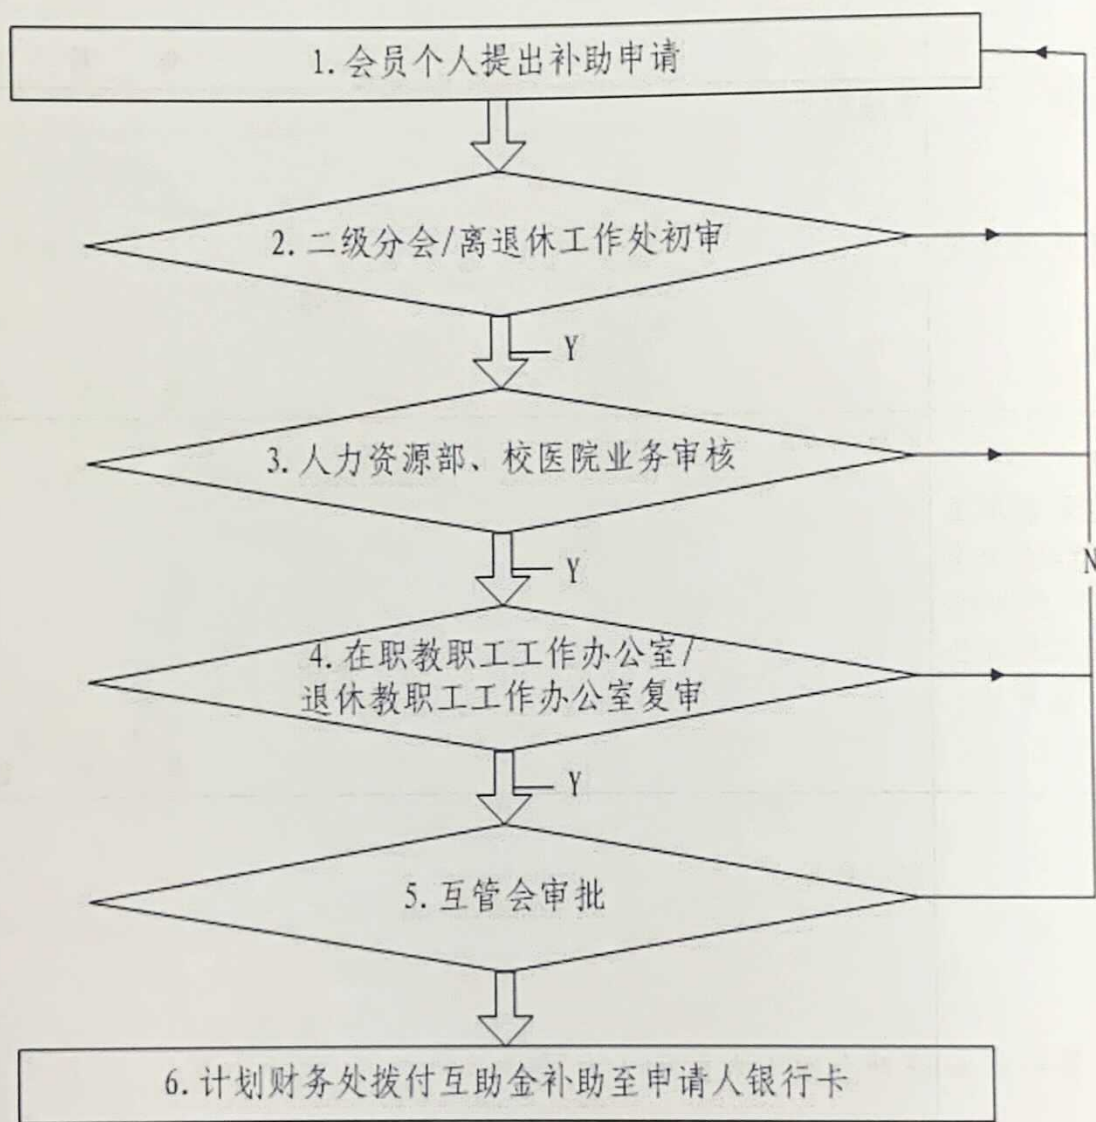 1. 会员个人提出补助申请
2. 二级分会/离退休工作处初审
Y
3. 人力资源部、校医院业务审核
Y
N
4. 在职教职工工作办公室/
退休教职工工作办公室复审
Y
5. 互管会审批
6. 计划财务处拨付互助金补助至申请人银行卡